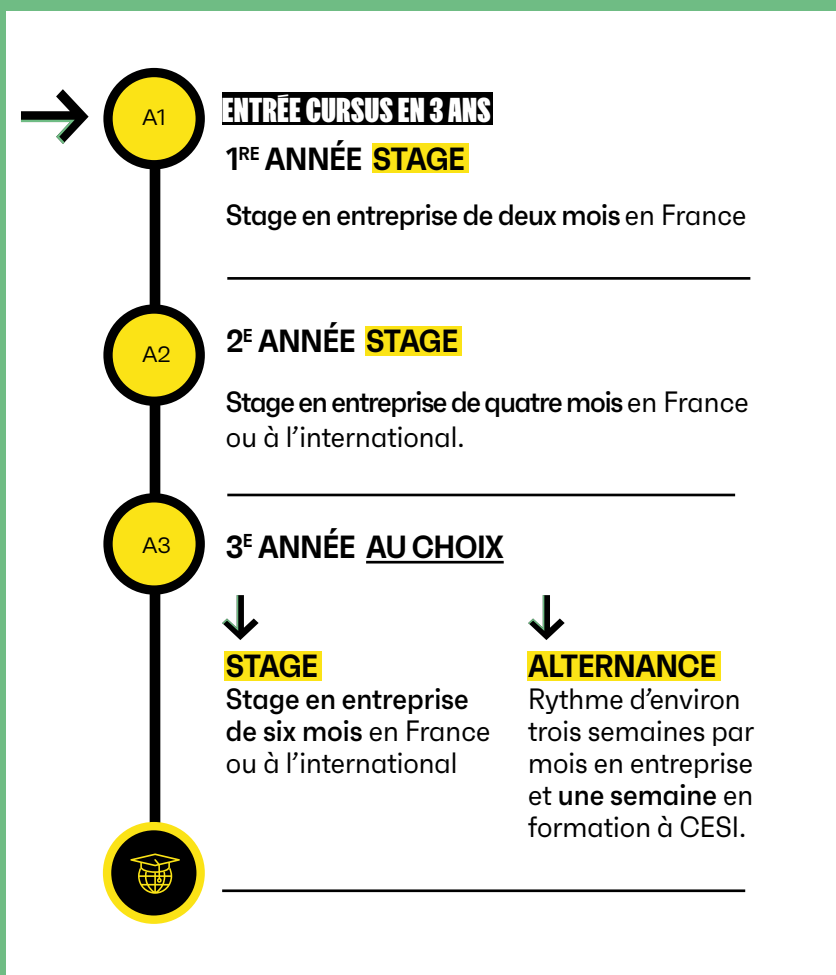 A1
ENTRÉE CURSUS EN 3 ANS
1RE ANNÉE STAGE
Stage en entreprise de deux mois en France
A2
2E ANNÉE STAGE
Stage en entreprise de quatre mois en France
ou à l’international.
A3
3E ANNÉE AU CHOIX
STAGE
Stage en entreprise
de six mois en France
ou à l’international
ALTERNANCE
Rythme d’environ
trois semaines par
mois en entreprise
et une semaine en
formation à CESI.